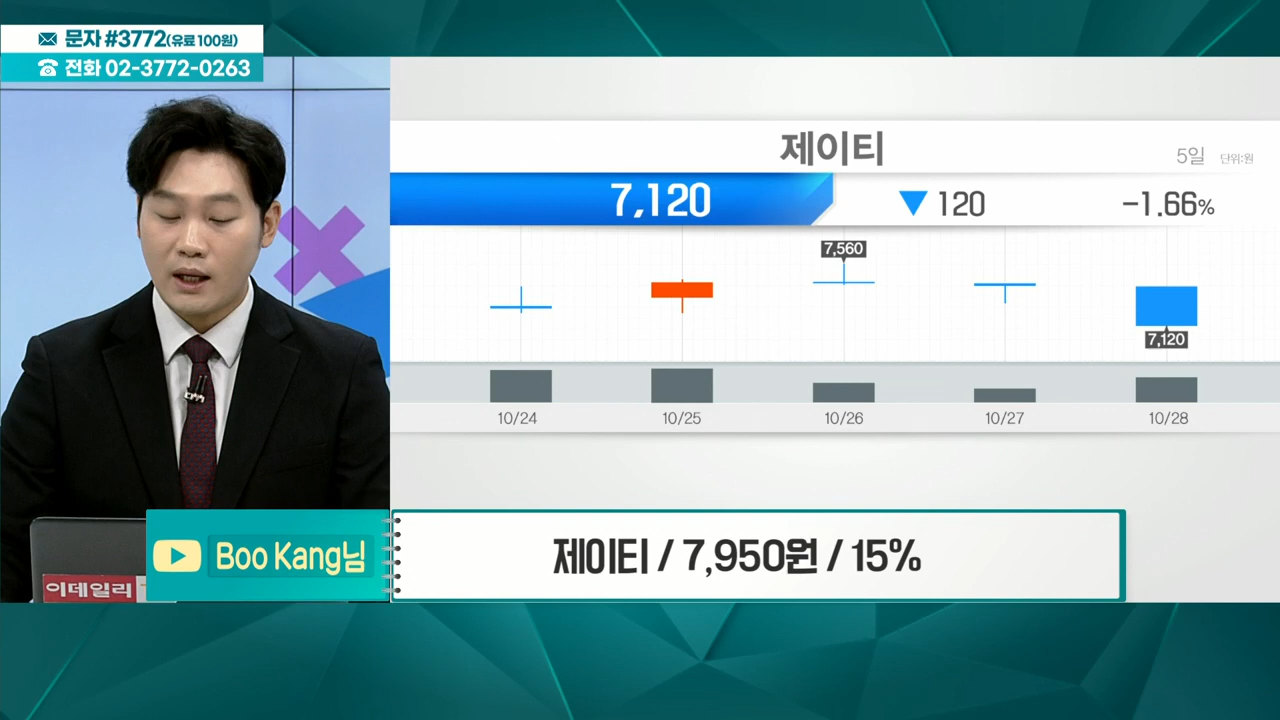 문자 #3772(유료 100원)
전화 02-3772-0263
제이티
5일 단위:원
7,120 ▼ 120 -1.66%
7,560
7,120
10/24 10/25 10/26 10/27 10/28
Boo Kang님
제이티 / 7,950원 / 15%
이데일리